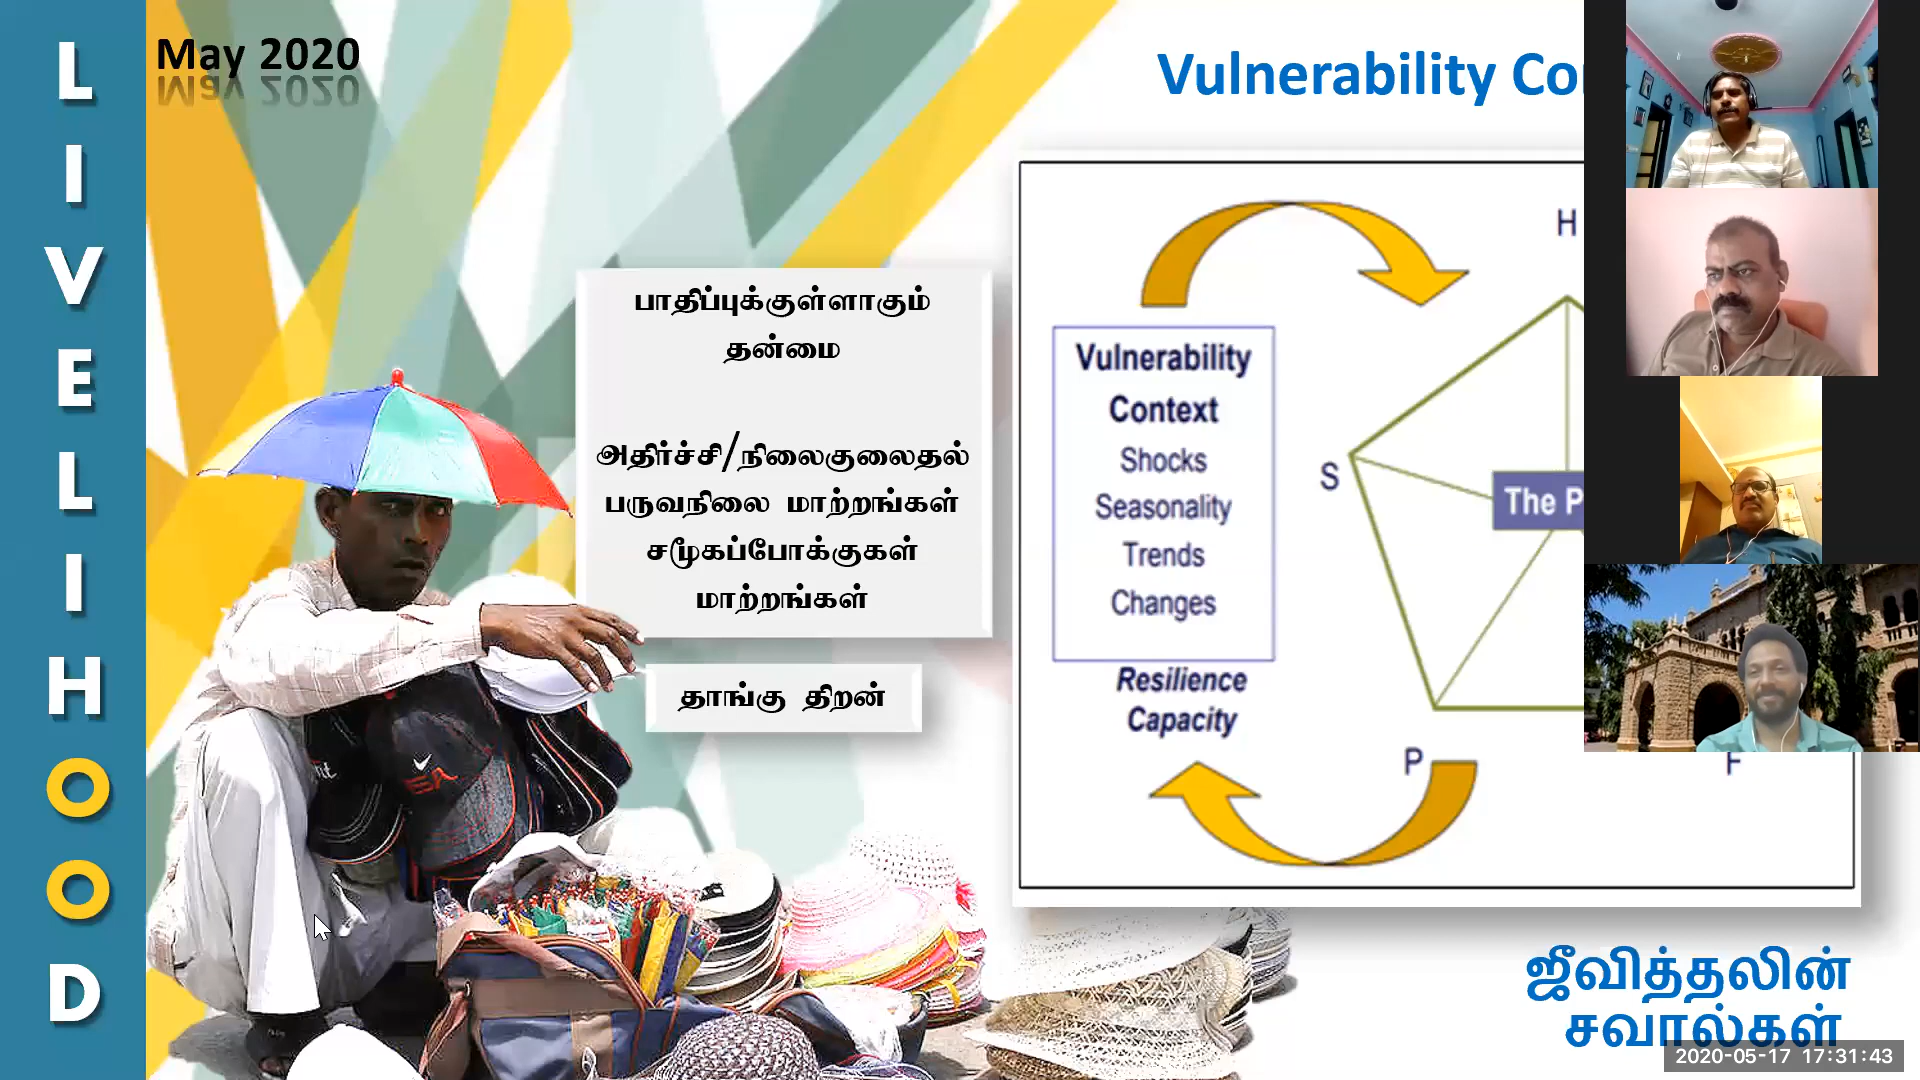 LIVELIHOOD
May 2020
Vulnerability Co
பாதிப்புக்குள்ளாகும்
தன்மை
அதிர்ச்சி/நிலைகுலைதல்
பருவநிலை மாற்றங்கள்
சமூகப்போக்குகள்
மாற்றங்கள்
தாங்கு திறன்
Vulnerability
Context
Shocks
Seasonality
Trends
Changes
Resilience
Capacity
H
S
The P
P
F
ஜீவித்தலின்
சவால்கள்
2020-05-17 17:31:43